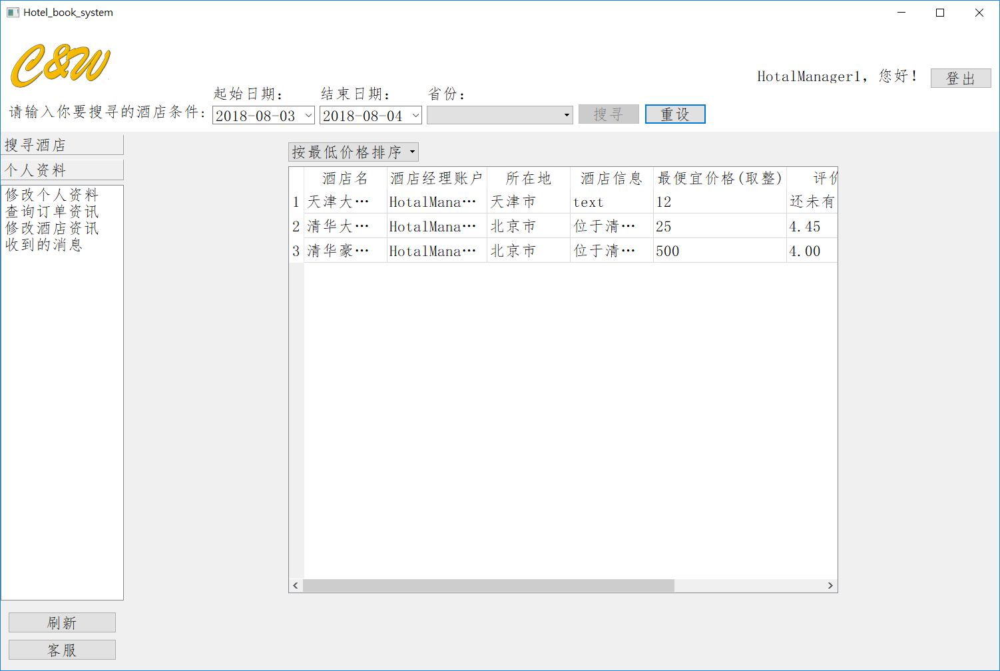 Hotel_book_system
C&W
HotalManager1，您好！
登出
起始日期：
结束日期：
省份：
请输入你要搜寻的酒店条件：
2018-08-03
2018-08-04
搜寻
重设
搜寻酒店
个人资料
修改个人资料
查询订单资讯
修改酒店资讯
收到的消息
按最低价格排序
酒店名 酒店经理账户 所在地 酒店信息 最便宜价格(取整) 评价
1 天津大… HotalMana… 天津市 text 12 还未有
2 清华大… HotalMana… 北京市 位于清… 25 4.45
3 清华豪… HotalMana… 北京市 位于清… 500 4.00
刷新
客服